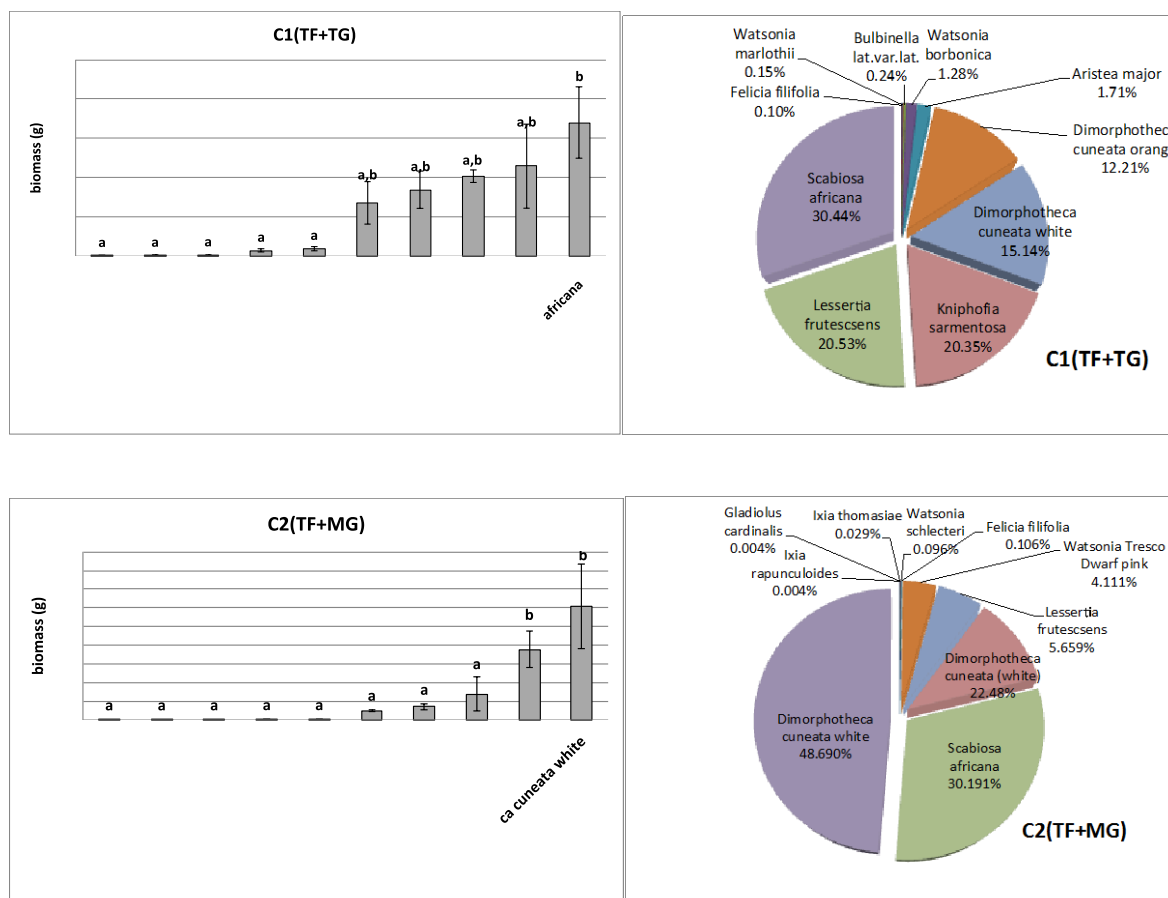 C1(TF+TG)
biomass (g)
a
a
a
a
a
a,b
a,b
a,b
a,b
b
africana
Watsonia
marlothii
0.15%
Bulbinella
lat.var.lat.
0.24%
Watsonia
borbonica
1.28%
Felicia filifolia
0.10%
Aristea major
1.71%
Dimorphothec
cuneata orang
12.21%
Scabiosa
africana
30.44%
Dimorphotheca
cuneata white
15.14%
Lessertia
frutescsens
20.53%
Kniphofia
sarmentosa
20.35%
C1(TF+TG)
C2(TF+MG)
biomass (g)
a
a
a
a
a
a
a
a
b
b
ca cuneata white
Gladiolus
cardinalis
0.004%
Ixia thomasiae
0.029%
Watsonia
schlecteri
0.096%
Felicia filifolia
0.106%
Ixia
rapunculoides
0.004%
Watsonia Tresco
Dwarf pink
4.111%
Lessertia
frutescsens
5.659%
Dimorphotheca
cuneata (white)
22.48%
Dimorphotheca
cuneata white
48.690%
Scabiosa
africana
30.191%
C2(TF+MG)